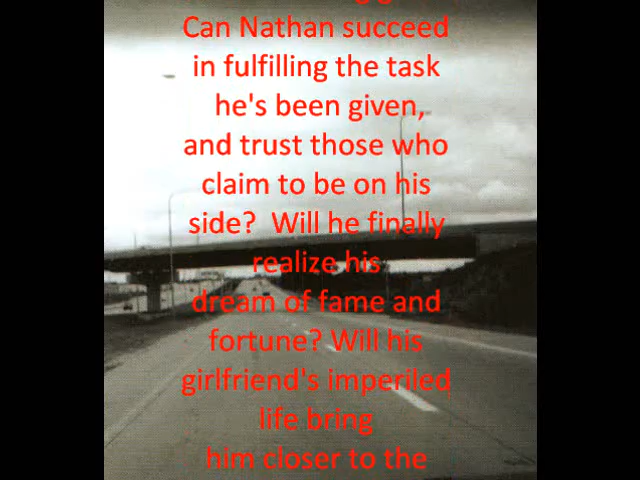 Can Nathan succeed
in fulfilling the task
he's been given,
and trust those who
claim to be on his
side?  Will he finally
realize his
dream of fame and
fortune? Will his
girlfriend's imperiled
life bring
him closer to the